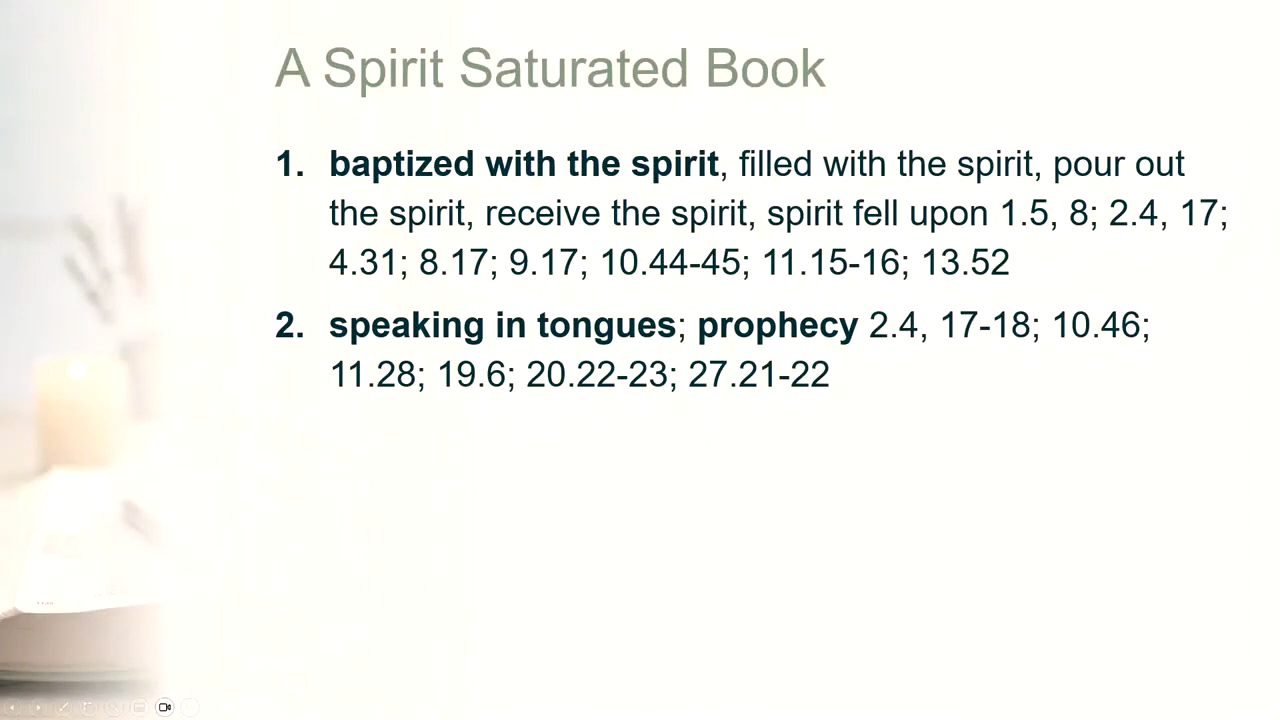 A Spirit Saturated Book
1. baptized with the spirit, filled with the spirit, pour out
the spirit, receive the spirit, spirit fell upon 1.5, 8; 2.4, 17;
4.31; 8.17; 9.17; 10.44-45; 11.15-16; 13.52
2. speaking in tongues; prophecy 2.4, 17-18; 10.46;
11.28; 19.6; 20.22-23; 27.21-22